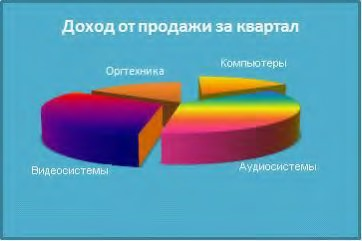 Доход от продажи за квартал
Компьютеры
Оргтехника
Видеосистемы
Аудиосистемы